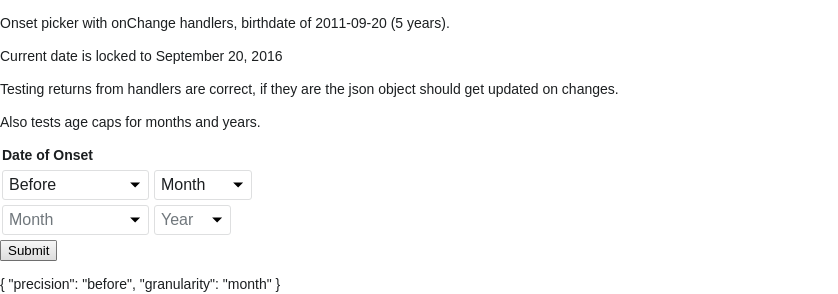 Onset picker with onChange handlers, birthdate of 2011-09-20 (5 years).
Current date is locked to September 20, 2016
Testing returns from handlers are correct, if they are the json object should get updated on changes.
Also tests age caps for months and years.
Date of Onset
Before Month
Month Year
Submit
{ "precision": "before", "granularity": "month" }